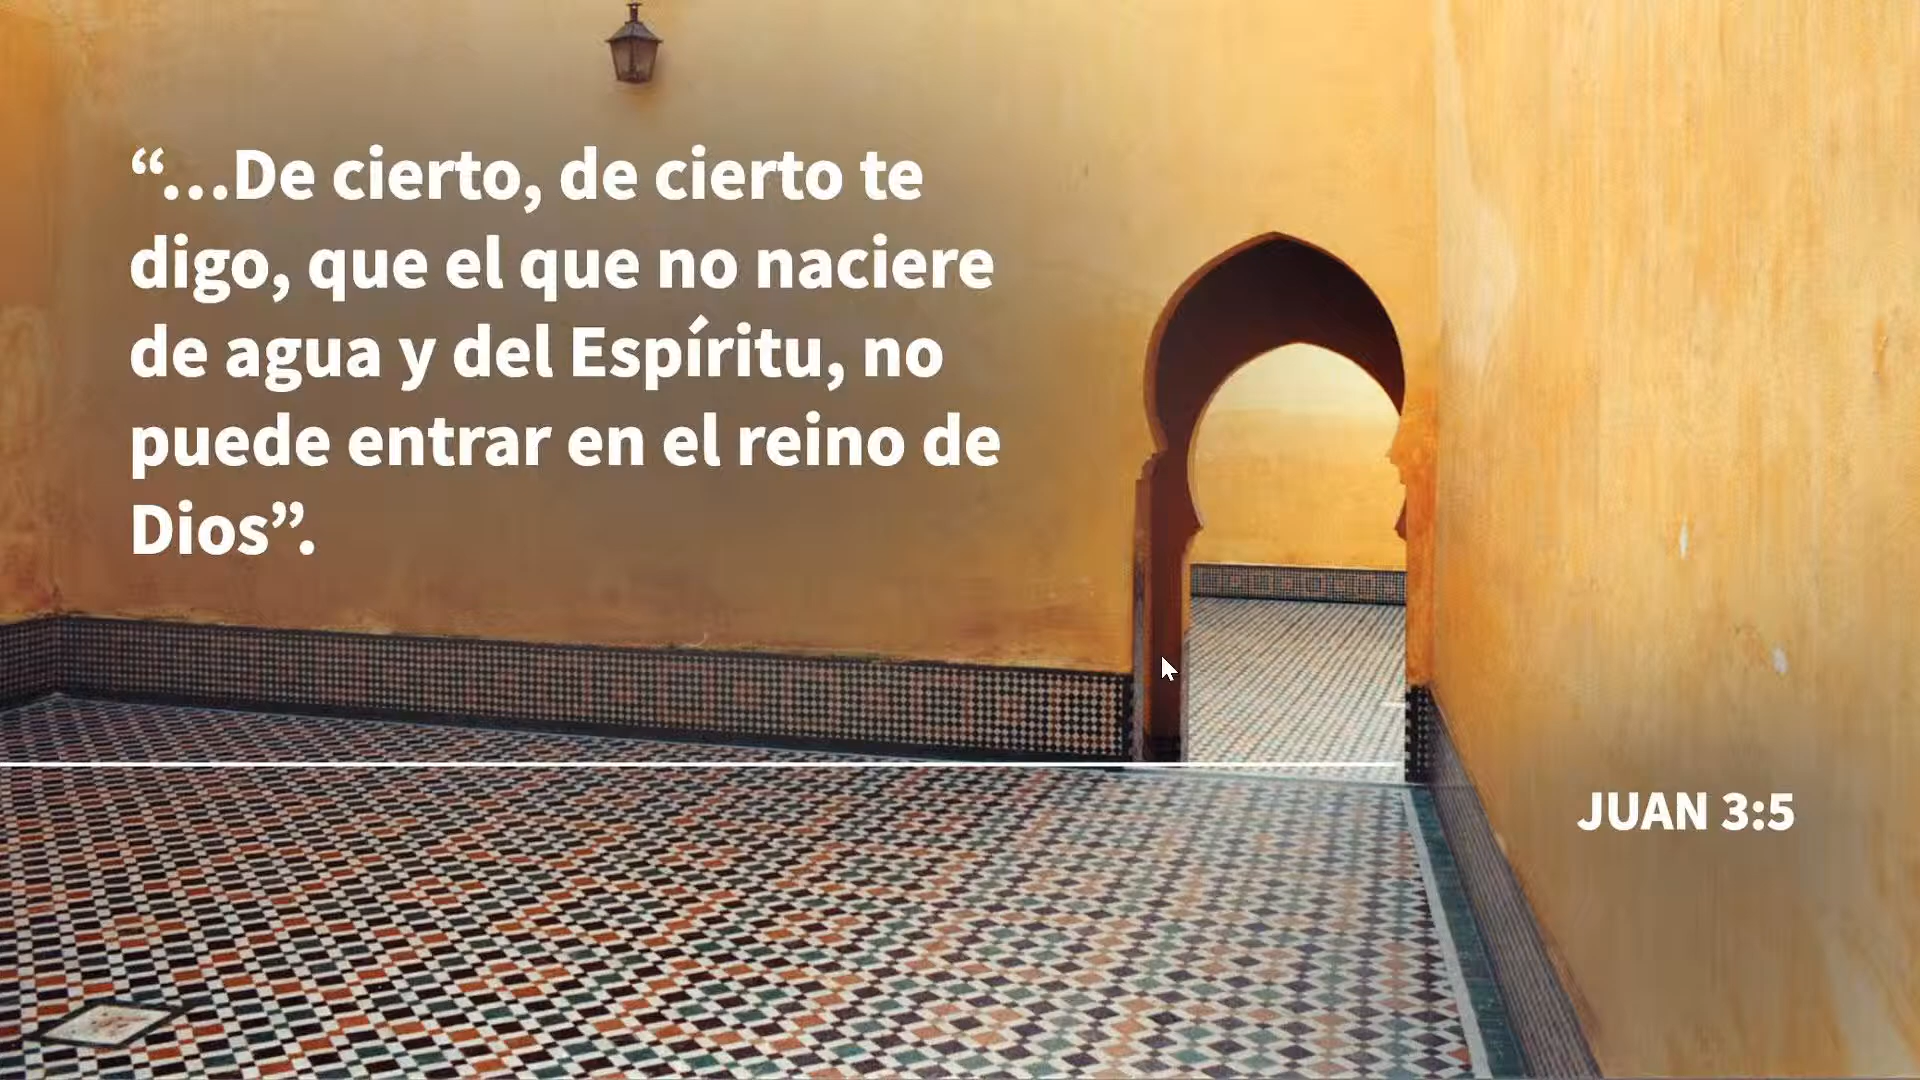 “…De cierto, de cierto te
digo, que el que no naciere
de agua y del Espíritu, no
puede entrar en el reino de
Dios”.
JUAN 3:5